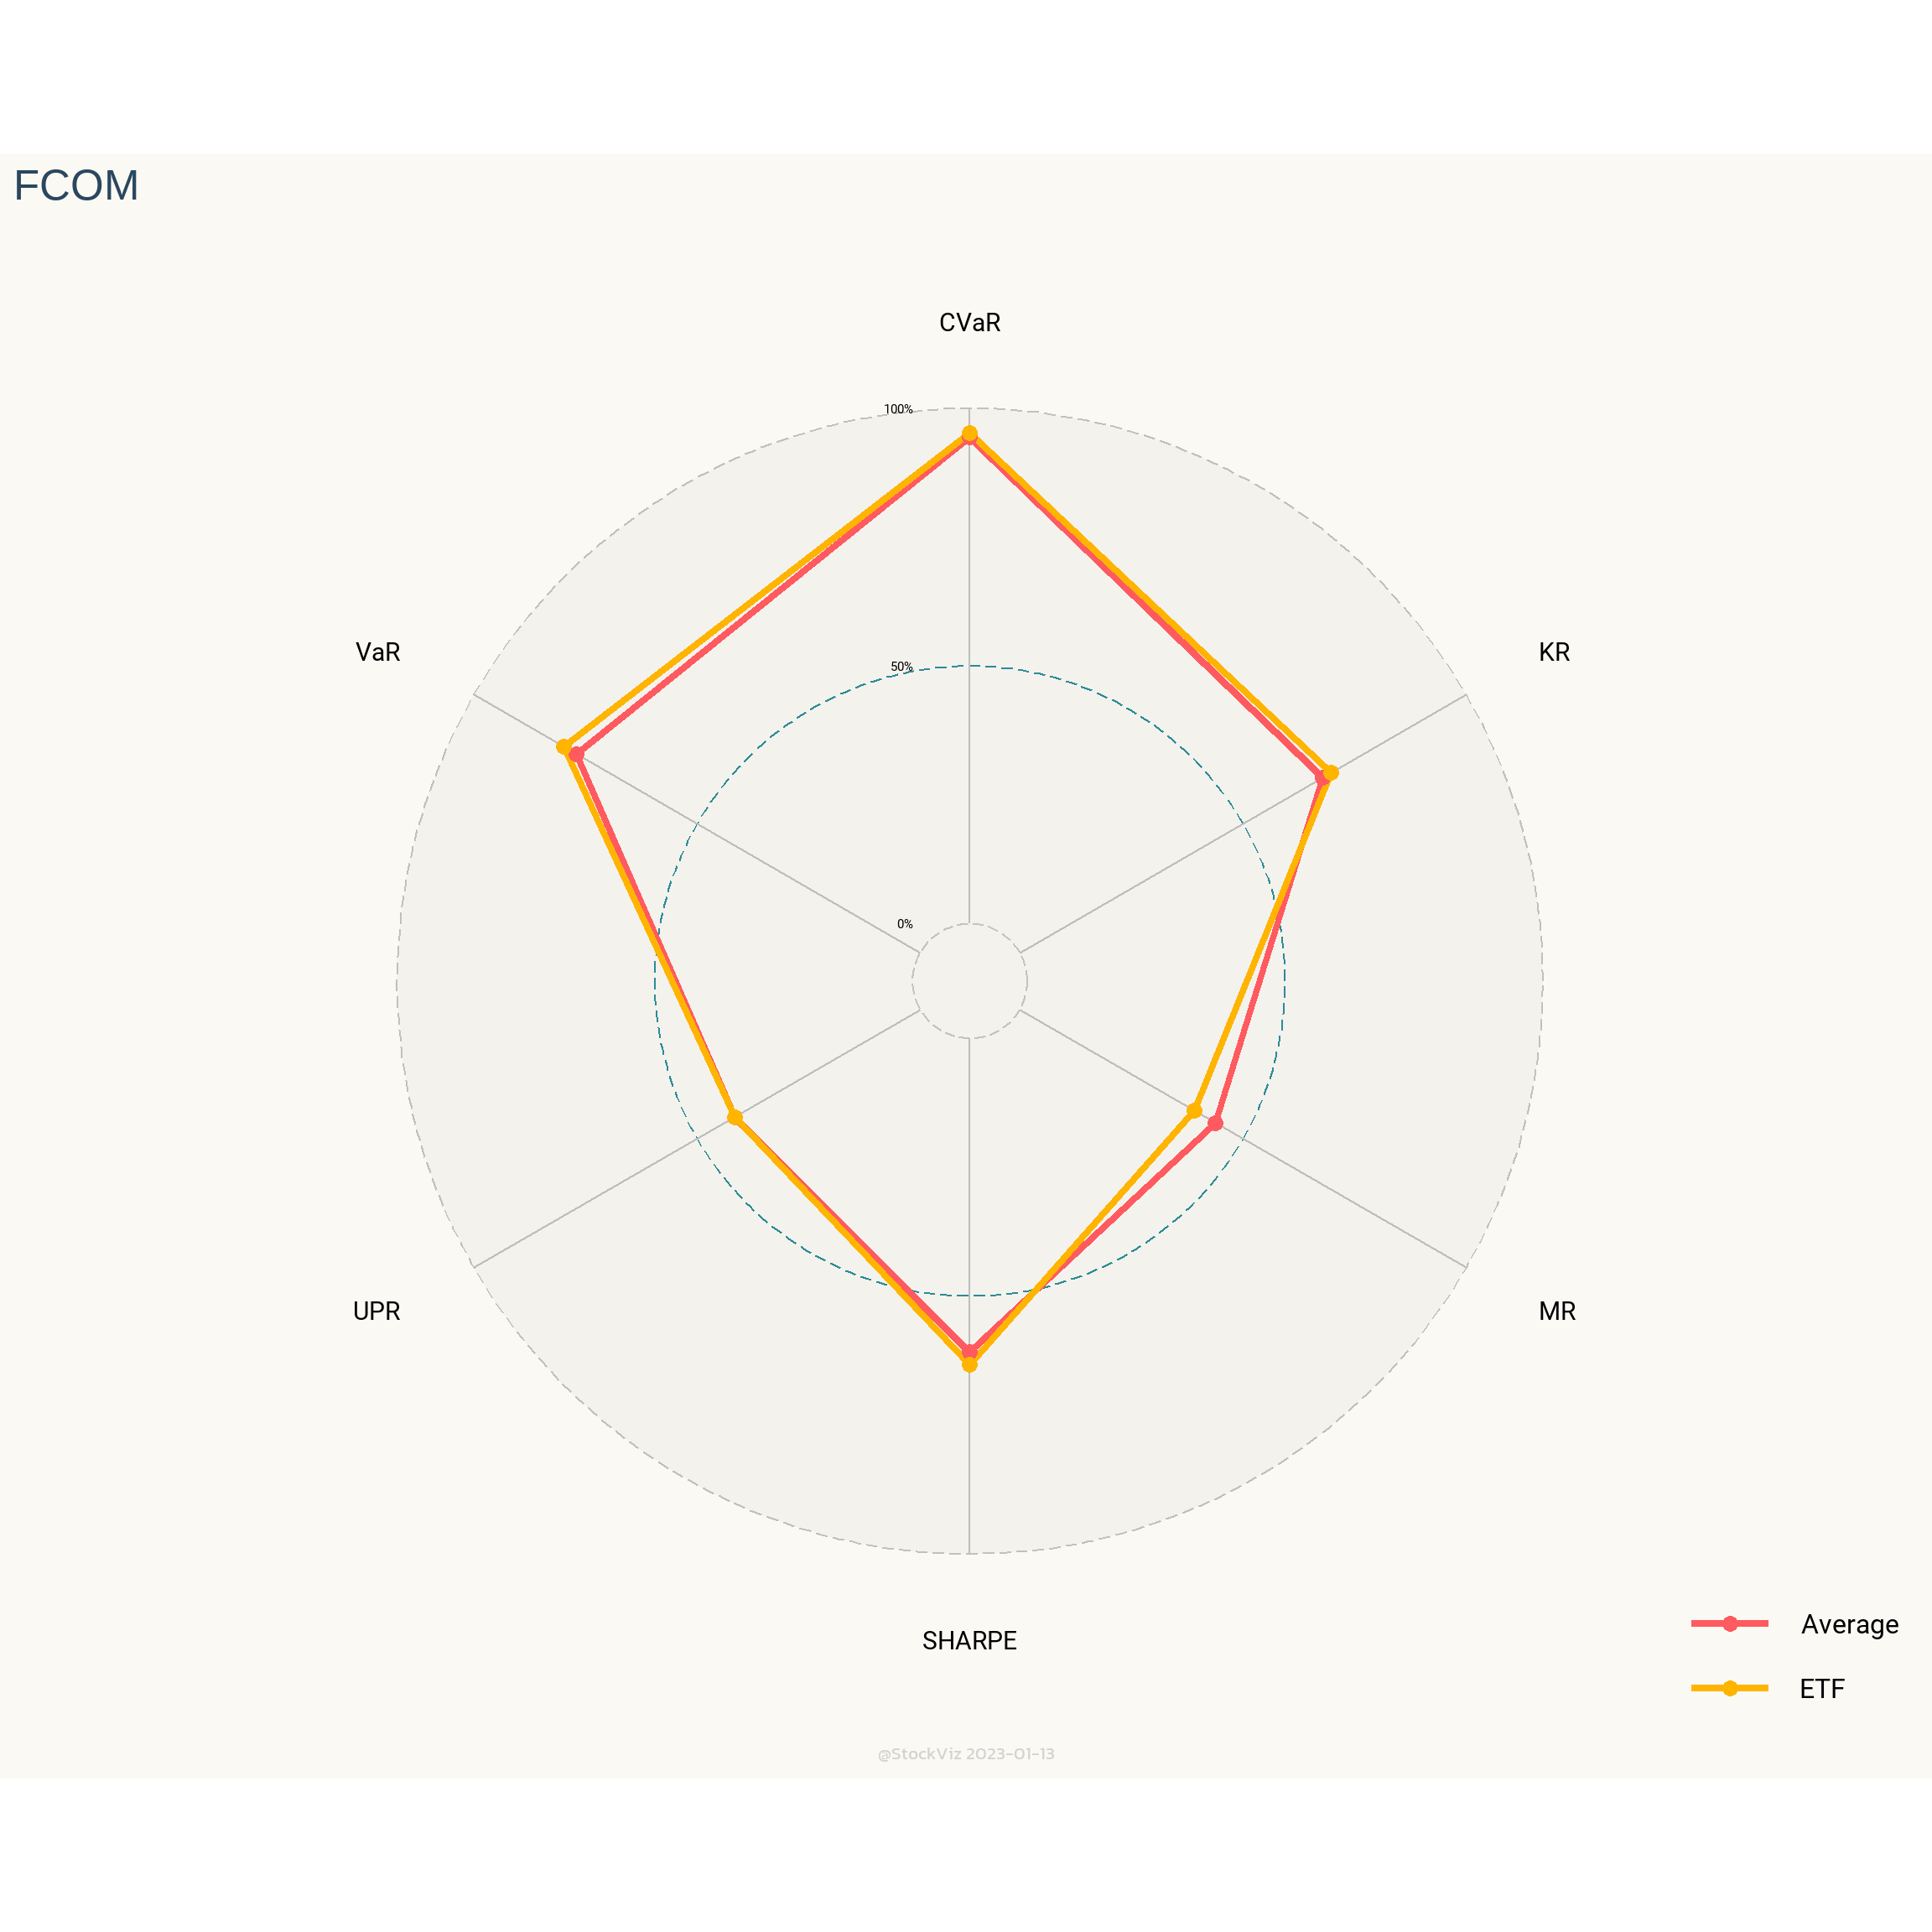 FCOM
CVaR
100%
VaR
KR
50%
0%
UPR
MR
SHARPE
Average
ETF
@StockViz 2023-01-13